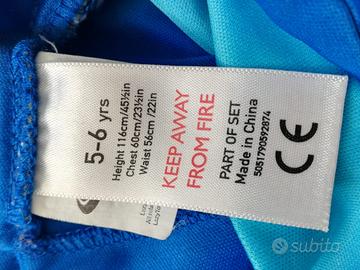 5-6 yrs
Height 116cm/45½in
Chest 60cm/23½in
Waist 56cm /22in
KEEP AWAY
FROM FIRE
PART OF SET
Made in China
5051790592874
CE
subito